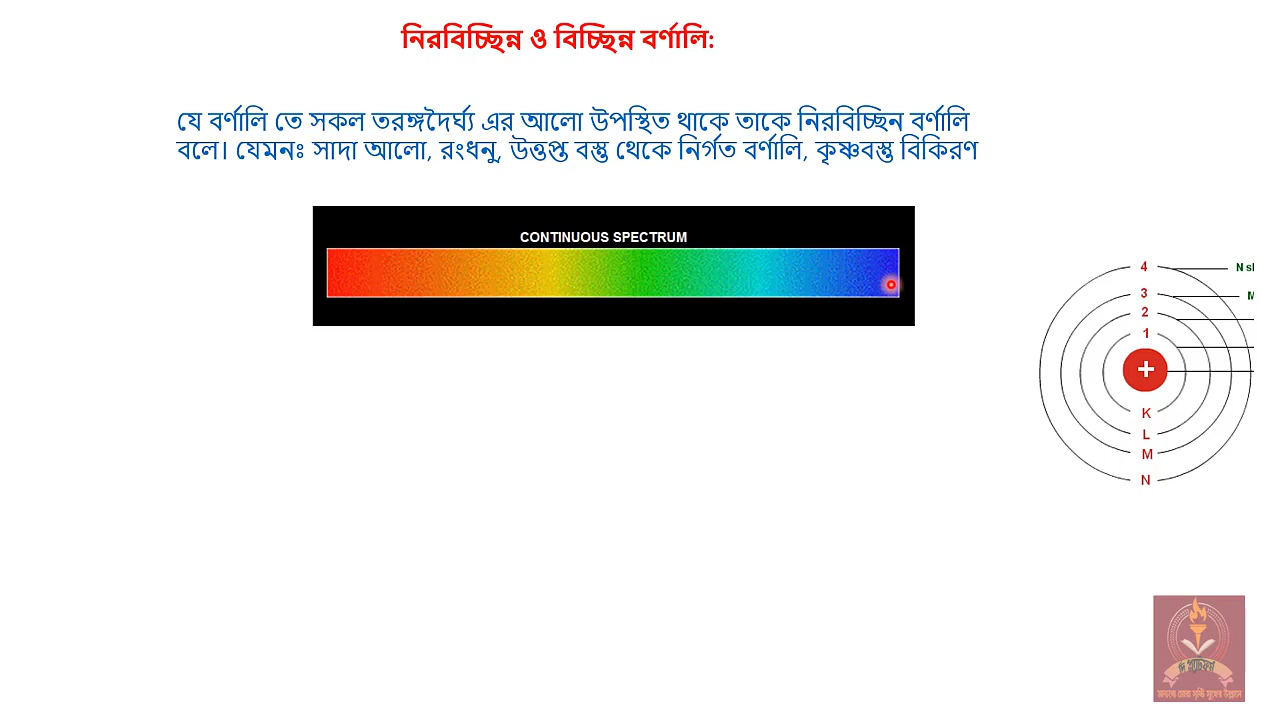 নিরবিচ্ছিন্ন ও বিচ্ছিন্ন বর্ণালি:
যে বর্ণালি তে সকল তরঙ্গদৈর্ঘ্য এর আলো উপস্থিত থাকে তাকে নিরবিচ্ছিন বর্ণালি
বলে। যেমনঃ সাদা আলো, রংধনু, উত্তপ্ত বস্তু থেকে নির্গত বর্ণালি, কৃষ্ণবস্তু বিকিরণ
CONTINUOUS SPECTRUM
4
N
3
2
1
+
K
L
M
N